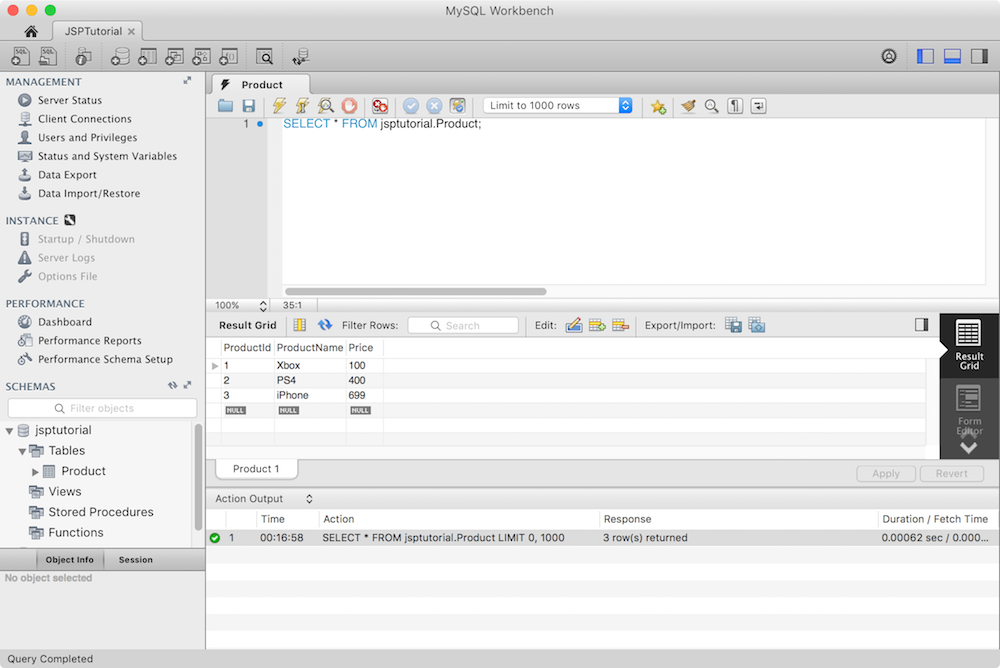 MySQL Workbench
JSPTutorial
MANAGEMENT
Server Status
Client Connections
Users and Privileges
Status and System Variables
Data Export
Data Import/Restore
INSTANCE
Startup / Shutdown
Server Logs
Options File
PERFORMANCE
Dashboard
Performance Reports
Performance Schema Setup
SCHEMAS
Filter objects
jsptutorial
Tables
Product
Views
Stored Procedures
Functions
Object Info Session
No object selected
Product
Limit to 1000 rows
1 SELECT * FROM jsptutorial.Product;
100% 35:1
Result Grid Filter Rows: Search Edit: Export/Import:
ProductId ProductName Price
1 Xbox 100
2 PS4 400
3 iPhone 699
NULL NULL NULL
Result Grid
Form Editor
Product 1 Apply Revert
Action Output
Time Action Response Duration / Fetch Time
1 00:16:58 SELECT * FROM jsptutorial.Product LIMIT 0, 1000 3 row(s) returned 0.00062 sec / 0.000...
Query Completed